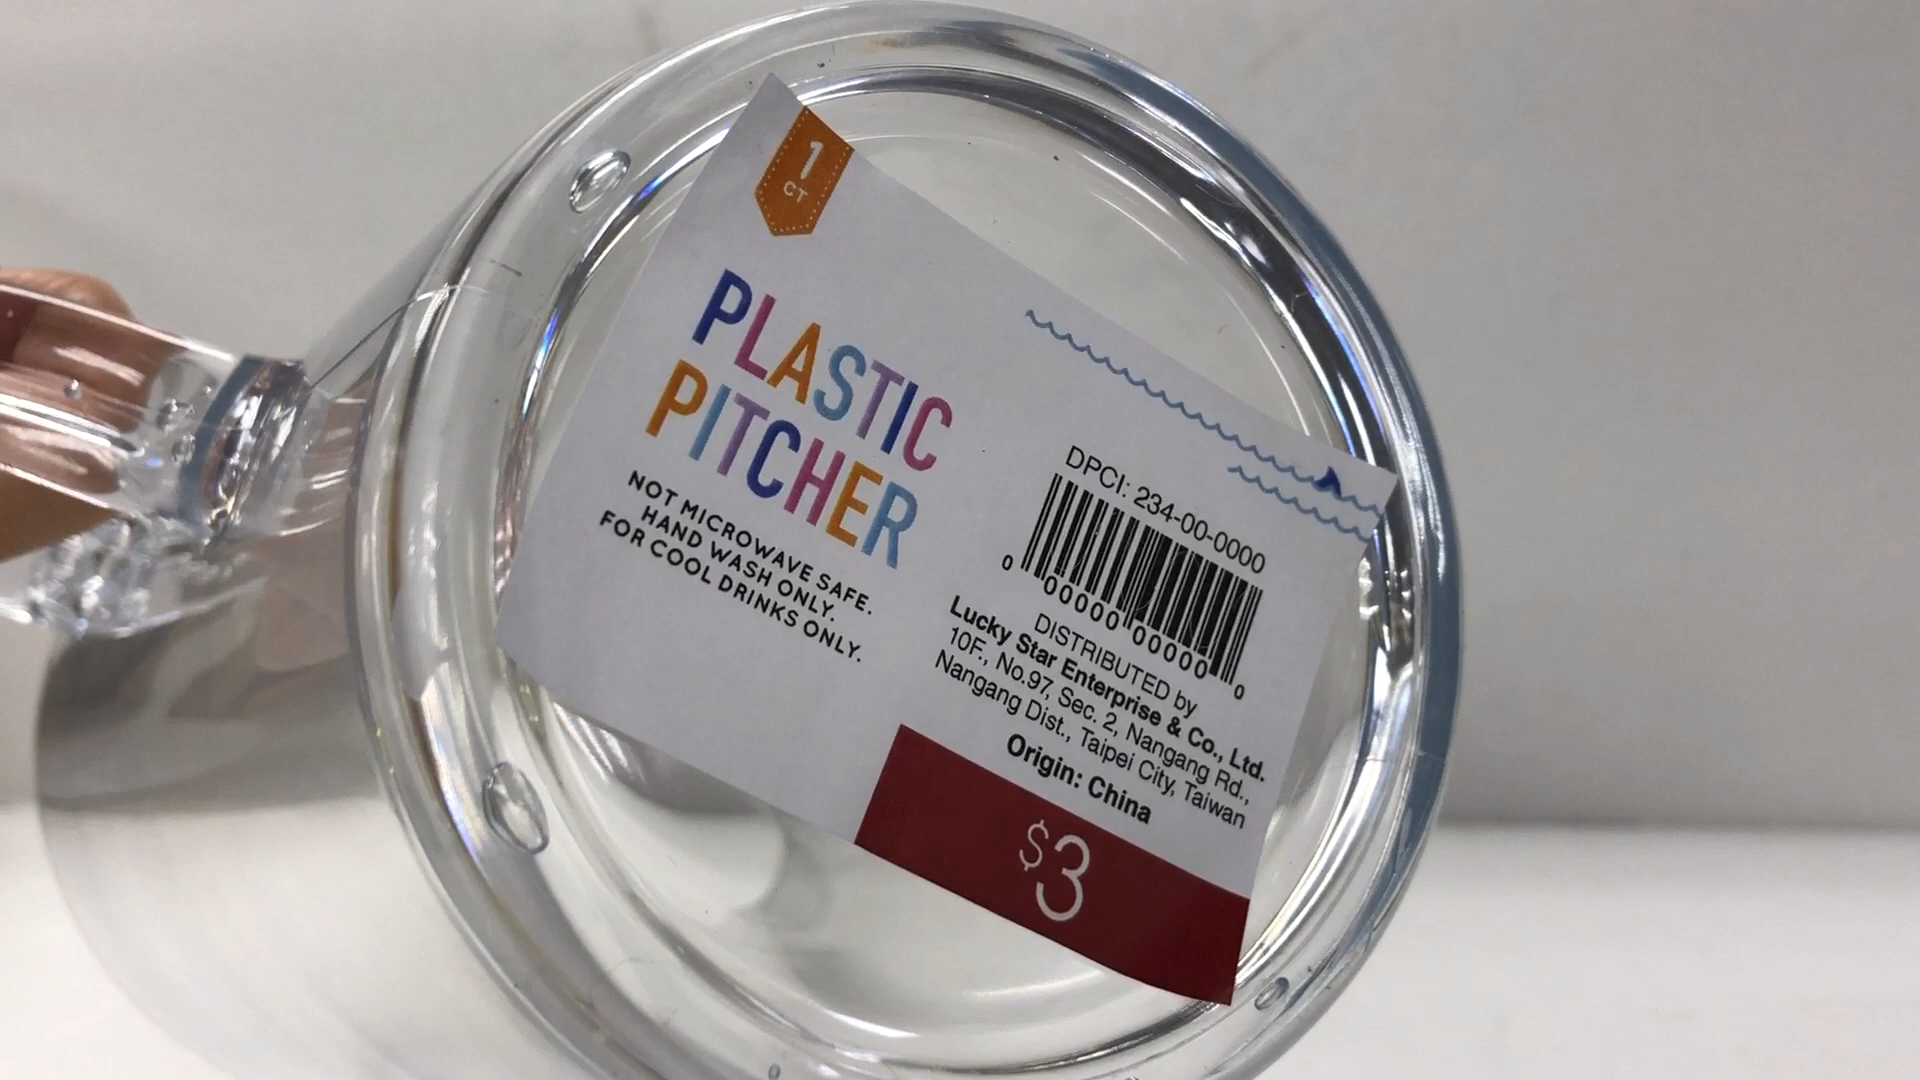 1
CT
PLASTIC
PITCHER
NOT MICROWAVE SAFE.
HAND WASH ONLY.
FOR COOL DRINKS ONLY.
DPCI: 234-00-0000
0 00000 00000 0
DISTRIBUTED by
Lucky Star Enterprise & Co., Ltd.
10F., No.97, Sec. 2, Nangang Rd.,
Nangang Dist., Taipei City, Taiwan
Origin: China
$3